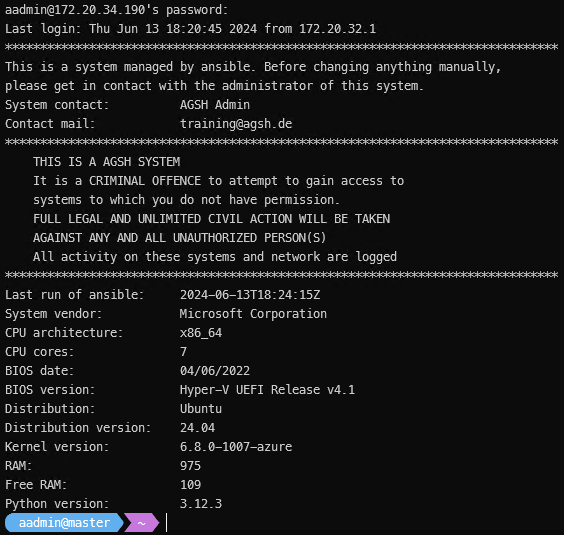 aadmin@172.20.34.190's password:
Last login: Thu Jun 13 18:20:45 2024 from 172.20.32.1
*******************************************************************************
This is a system managed by ansible. Before changing anything manually,
please get in contact with the administrator of this system.
System contact:          AGSH Admin
Contact mail:            training@agsh.de
*******************************************************************************
    THIS IS A AGSH SYSTEM
    It is a CRIMINAL OFFENCE to attempt to gain access to
    systems to which you do not have permission.
    FULL LEGAL AND UNLIMITED CIVIL ACTION WILL BE TAKEN
    AGAINST ANY AND ALL UNAUTHORIZED PERSON(S)
    All activity on these systems and network are logged
*******************************************************************************
Last run of ansible:     2024-06-13T18:24:15Z
System vendor:           Microsoft Corporation
CPU architecture:        x86_64
CPU cores:               7
BIOS date:               04/06/2022
BIOS version:            Hyper-V UEFI Release v4.1
Distribution:            Ubuntu
Distribution version:    24.04
Kernel version:          6.8.0-1007-azure
RAM:                     975
Free RAM:                109
Python version:          3.12.3
aadmin@master ~